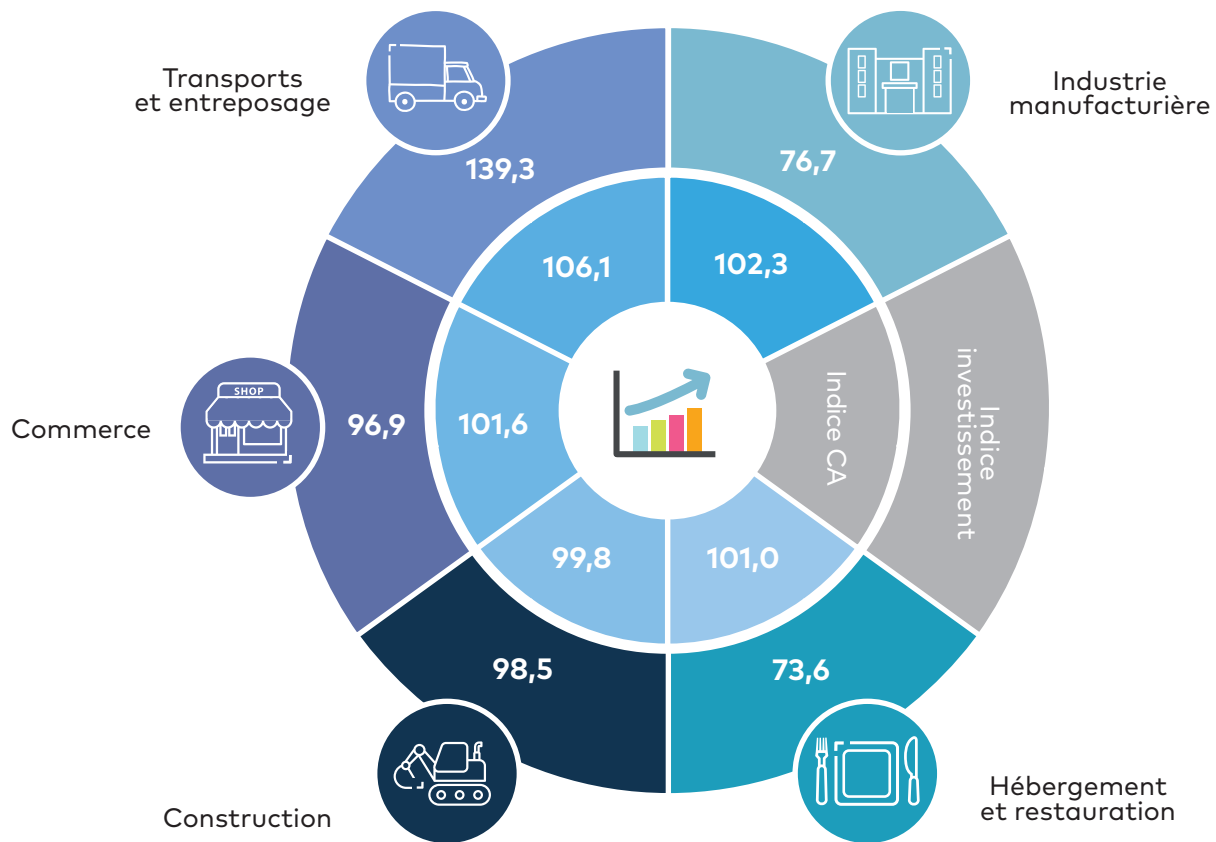 Transports
et entreposage
Industrie
manufacturière
139,3
76,7
106,1
102,3
SHOP
Commerce
96,9
101,6
Indice CA
Indice
investissement
99,8
101,0
98,5
73,6
Construction
Hébergement
et restauration